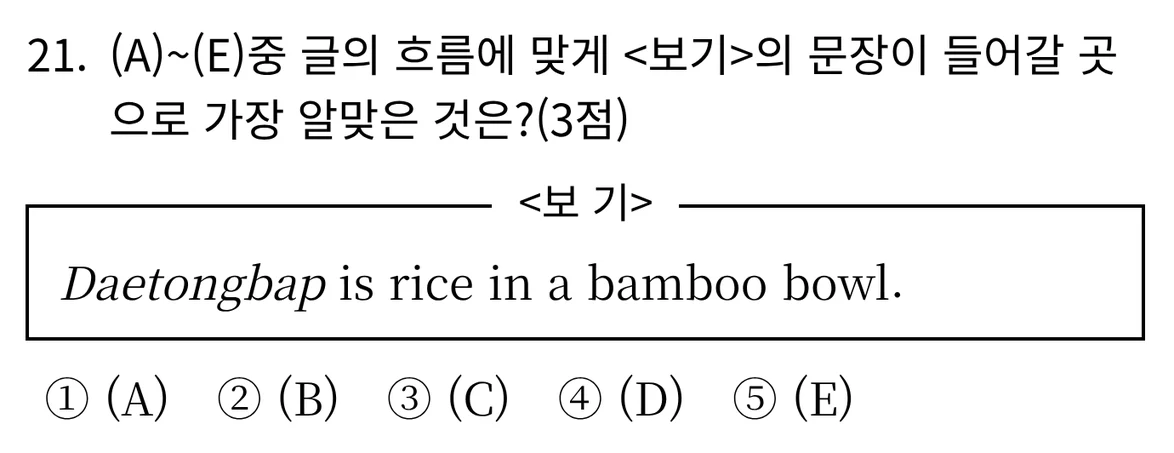 21. (A)~(E)중 글의 흐름에 맞게 <보기>의 문장이 들어갈 곳
으로 가장 알맞은 것은?(3점)
<보 기>
Daetongbap is rice in a bamboo bowl.
① (A) ② (B) ③ (C) ④ (D) ⑤ (E)